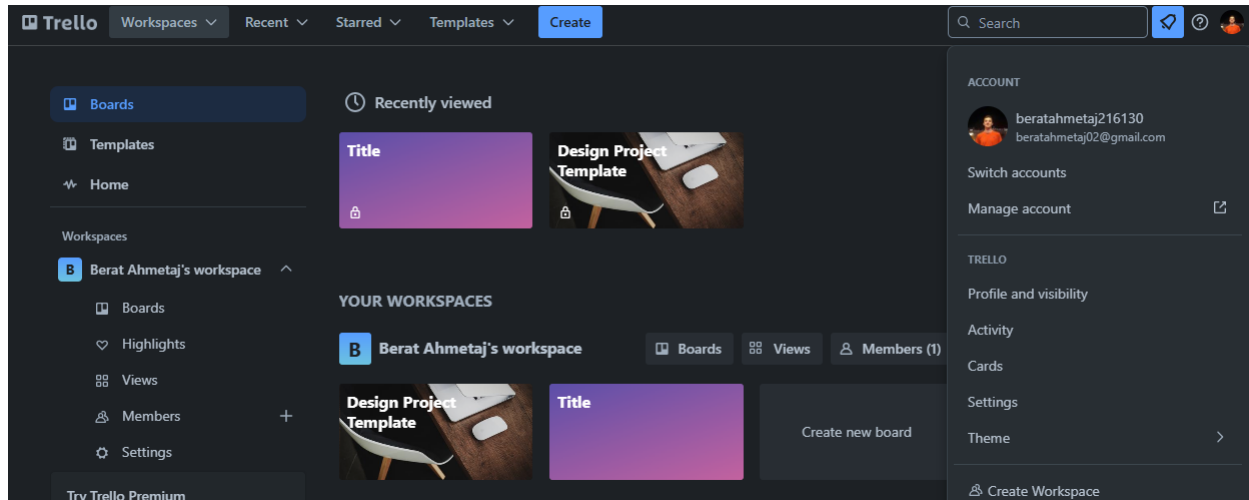 Trello
Workspaces
Recent
Starred
Templates
Create
Search
Boards
Templates
Home
Workspaces
B Berat Ahmetaj's workspace
Boards
Highlights
Views
Members
Settings
Try Trello Premium
Recently viewed
Title
Design Project
Template
YOUR WORKSPACES
B Berat Ahmetaj's workspace
Boards
Views
Members (1)
Design Project
Template
Title
Create new board
ACCOUNT
beratahmetaj216130
beratahmetaj02@gmail.com
Switch accounts
Manage account
TRELLO
Profile and visibility
Activity
Cards
Settings
Theme
Create Workspace